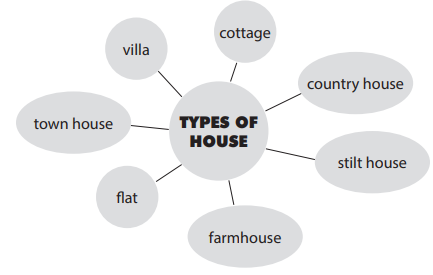 cottage
villa
country house
TYPES OF
HOUSE
town house
stilt house
flat
farmhouse